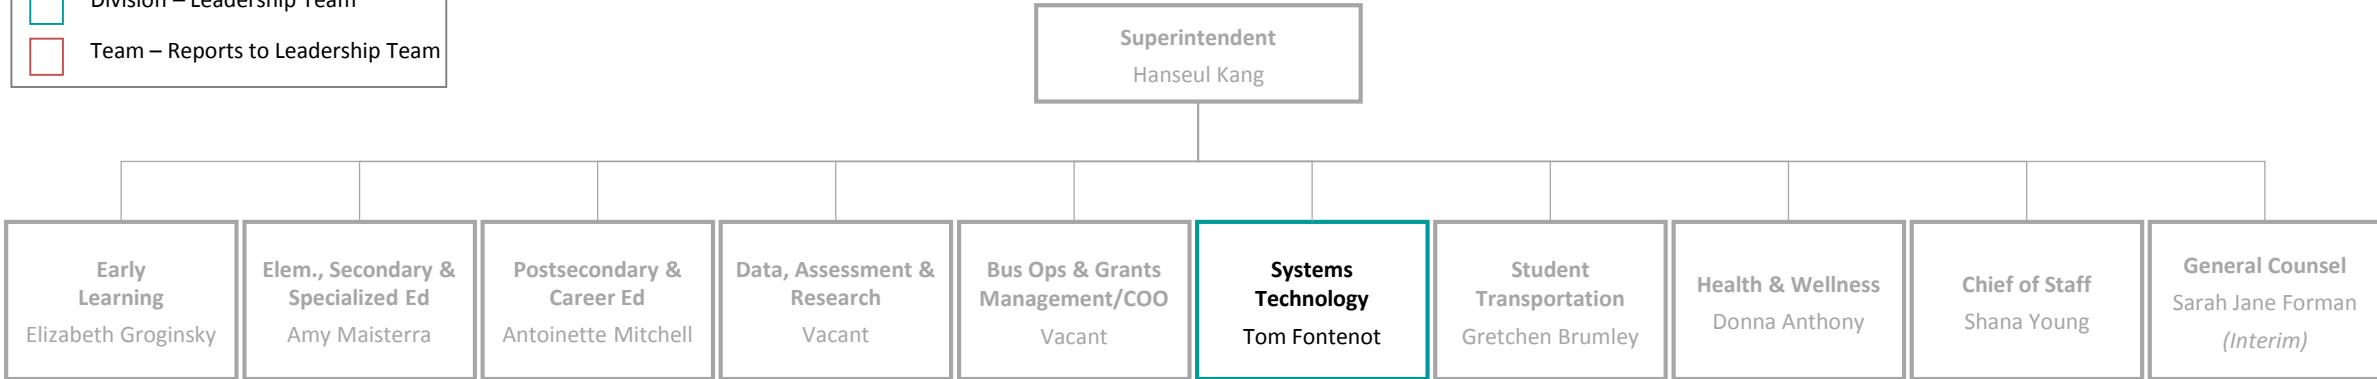 Division – Leadership Team
Team – Reports to Leadership Team
Superintendent
Hanseul Kang
Early
Learning
Elizabeth Groginsky
Elem., Secondary &
Specialized Ed
Amy Maisterra
Postsecondary &
Career Ed
Antoinette Mitchell
Data, Assessment &
Research
Vacant
Bus Ops & Grants
Management/COO
Vacant
Systems
Technology
Tom Fontenot
Student
Transportation
Gretchen Brumley
Health & Wellness
Donna Anthony
Chief of Staff
Shana Young
General Counsel
Sarah Jane Forman
(Interim)